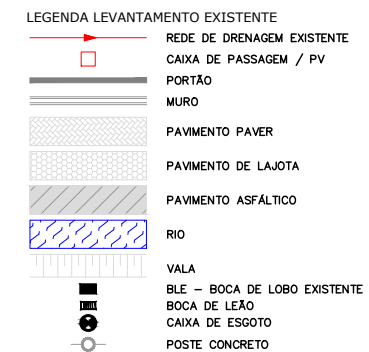 LEGENDA LEVANTAMENTO EXISTENTE
REDE DE DRENAGEM EXISTENTE
CAIXA DE PASSAGEM / PV
PORTÃO
MURO
PAVIMENTO PAVER
PAVIMENTO DE LAJOTA
PAVIMENTO ASFÁLTICO
RIO
VALA
BLE – BOCA DE LOBO EXISTENTE
BOCA DE LEÃO
CAIXA DE ESGOTO
POSTE CONCRETO